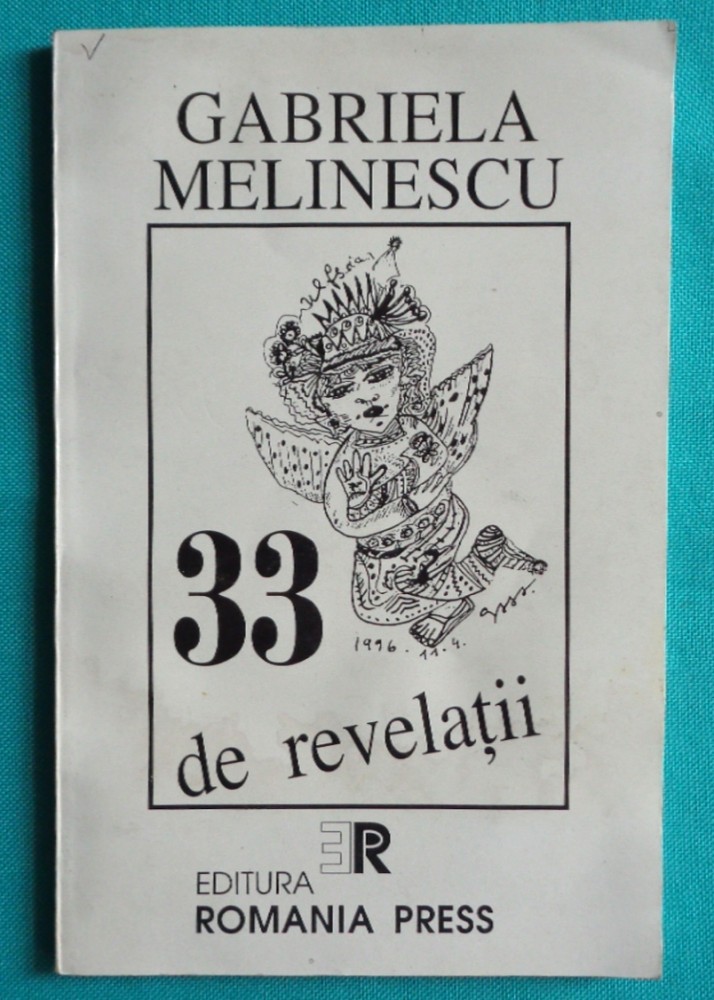 GABRIELA
MELINESCU
33
1996. 11. 4.
de revelații
EDITURA
ROMANIA PRESS